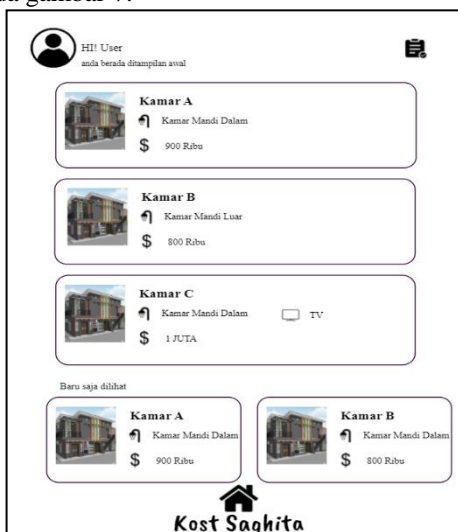 da gambar 7.
HI! User
anda berada ditampilan awal
Kamar A
Kamar Mandi Dalam
$ 900 Ribu
Kamar B
Kamar Mandi Luar
$ 800 Ribu
Kamar C
Kamar Mandi Dalam TV
$ 1 JUTA
Baru saja dilihat
Kamar A
Kamar Mandi Dalam
$ 900 Ribu
Kamar B
Kamar Mandi Dalam
$ 800 Ribu
Kost Saghita